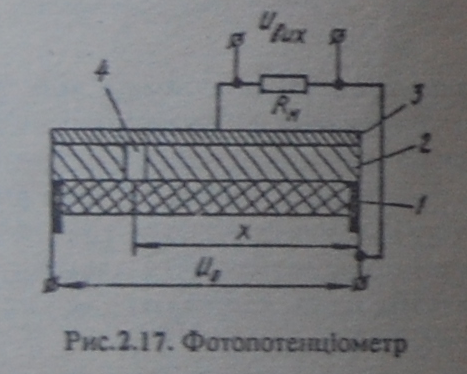 Uвих
4
Rн
3
2
1
x
U₀
Рис.2.17. Фотопотенціометр